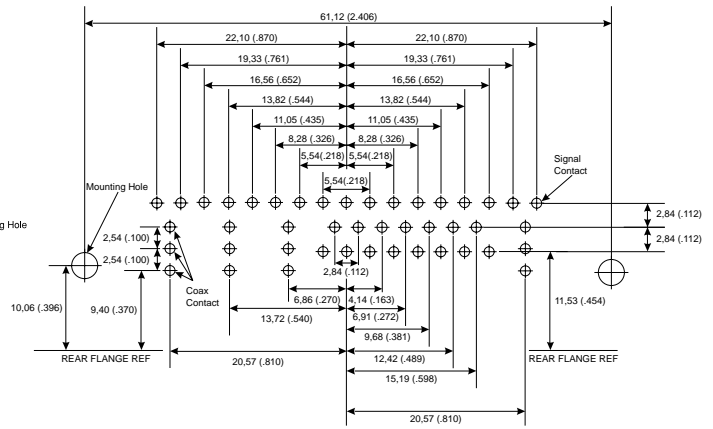 61,12 (2.406)
22,10 (.870) 22,10 (.870)
19,33 (.761) 19,33 (.761)
16,56 (.652) 16,56 (.652)
13,82 (.544) 13,82 (.544)
11,05 (.435) 11,05 (.435)
8,28 (.326) 8,28 (.326)
5,54(.218) 5,54(.218)
5,54(.218)
Signal
Contact
Mounting Hole
2,84 (.112)
g Hole
2,54 (.100)
2,84 (.112)
2,54 (.100)
2,84 (.112)
Coax
Contact
6,86 (.270) 4,14 (.163)
10,06 (.396) 9,40 (.370) 11,53 (.454)
13,72 (.540) 6,91 (.272)
9,68 (.381)
REAR FLANGE REF REAR FLANGE REF
20,57 (.810) 12,42 (.489)
15,19 (.598)
20,57 (.810)